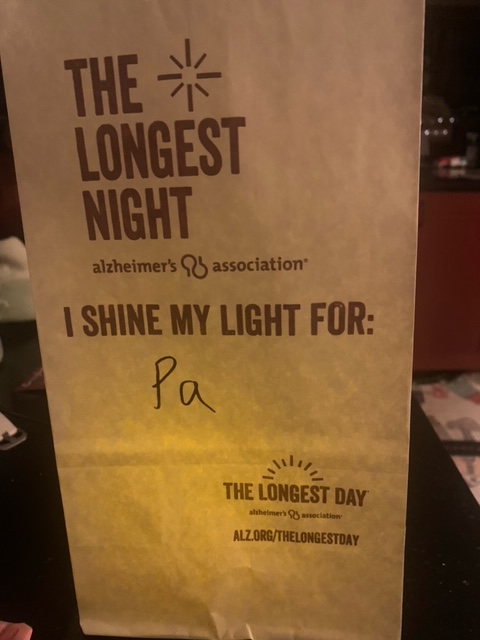 THE
LONGEST
NIGHT
alzheimer's association®
I SHINE MY LIGHT FOR:
Pa
THE LONGEST DAY
alzheimer's association®
ALZ.ORG/THELONGESTDAY